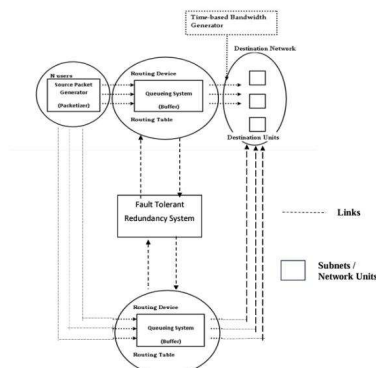 Time-based Bandwidth
Generator
Destination Network
N users
Source Packet
Generator
(Packetizer)
Routing Device
Queueing System
(Buffer)
Routing Table
Destination Units
Fault Tolerant
Redundancy System
Links
Subnets /
Network Units
Routing Device
Queueing System
(Buffer)
Routing Table